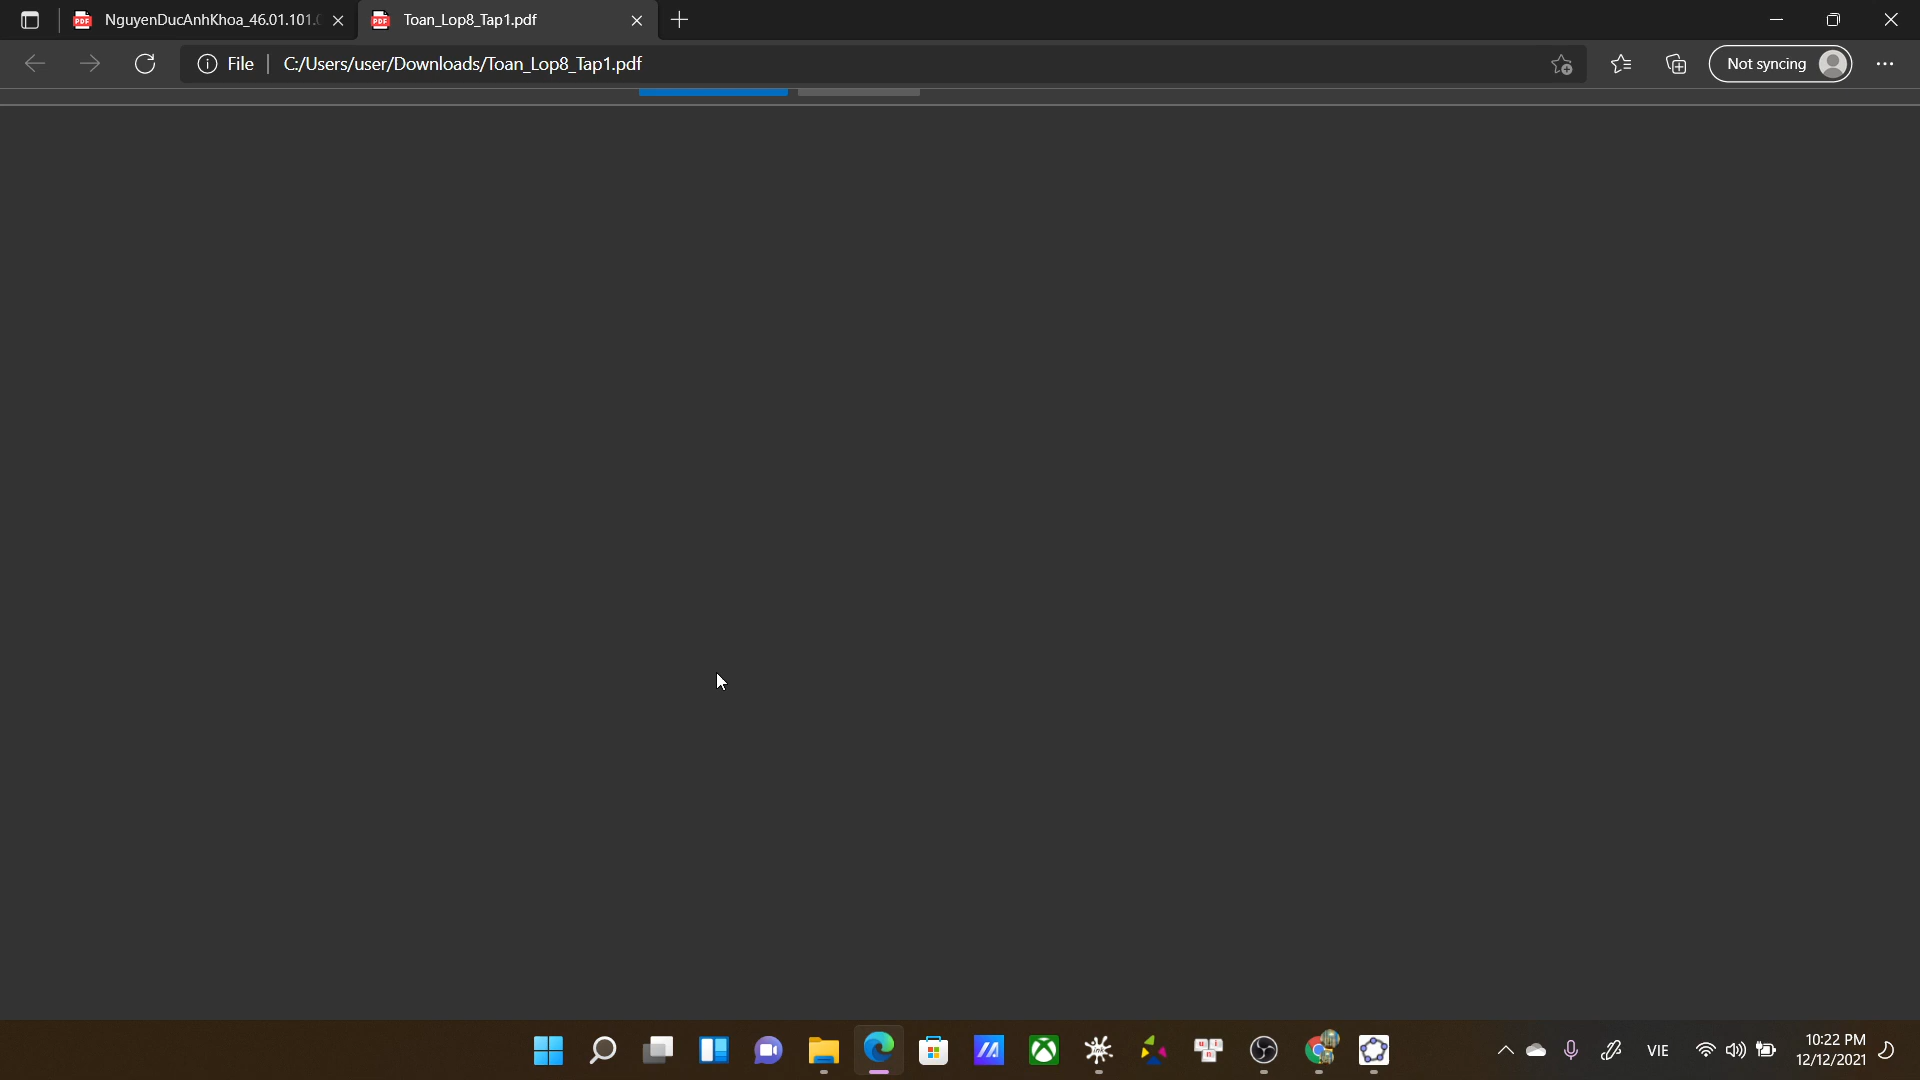 NguyenDucAnhKhoa_46.01.101.0
Toan_Lop8_Tap1.pdf
File
C:/Users/user/Downloads/Toan_Lop8_Tap1.pdf
Not syncing
VIE
10:22 PM
12/12/2021